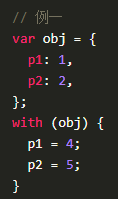 // 例一
var obj = {
  p1: 1,
  p2: 2,
};
with (obj) {
  p1 = 4;
  p2 = 5;
}